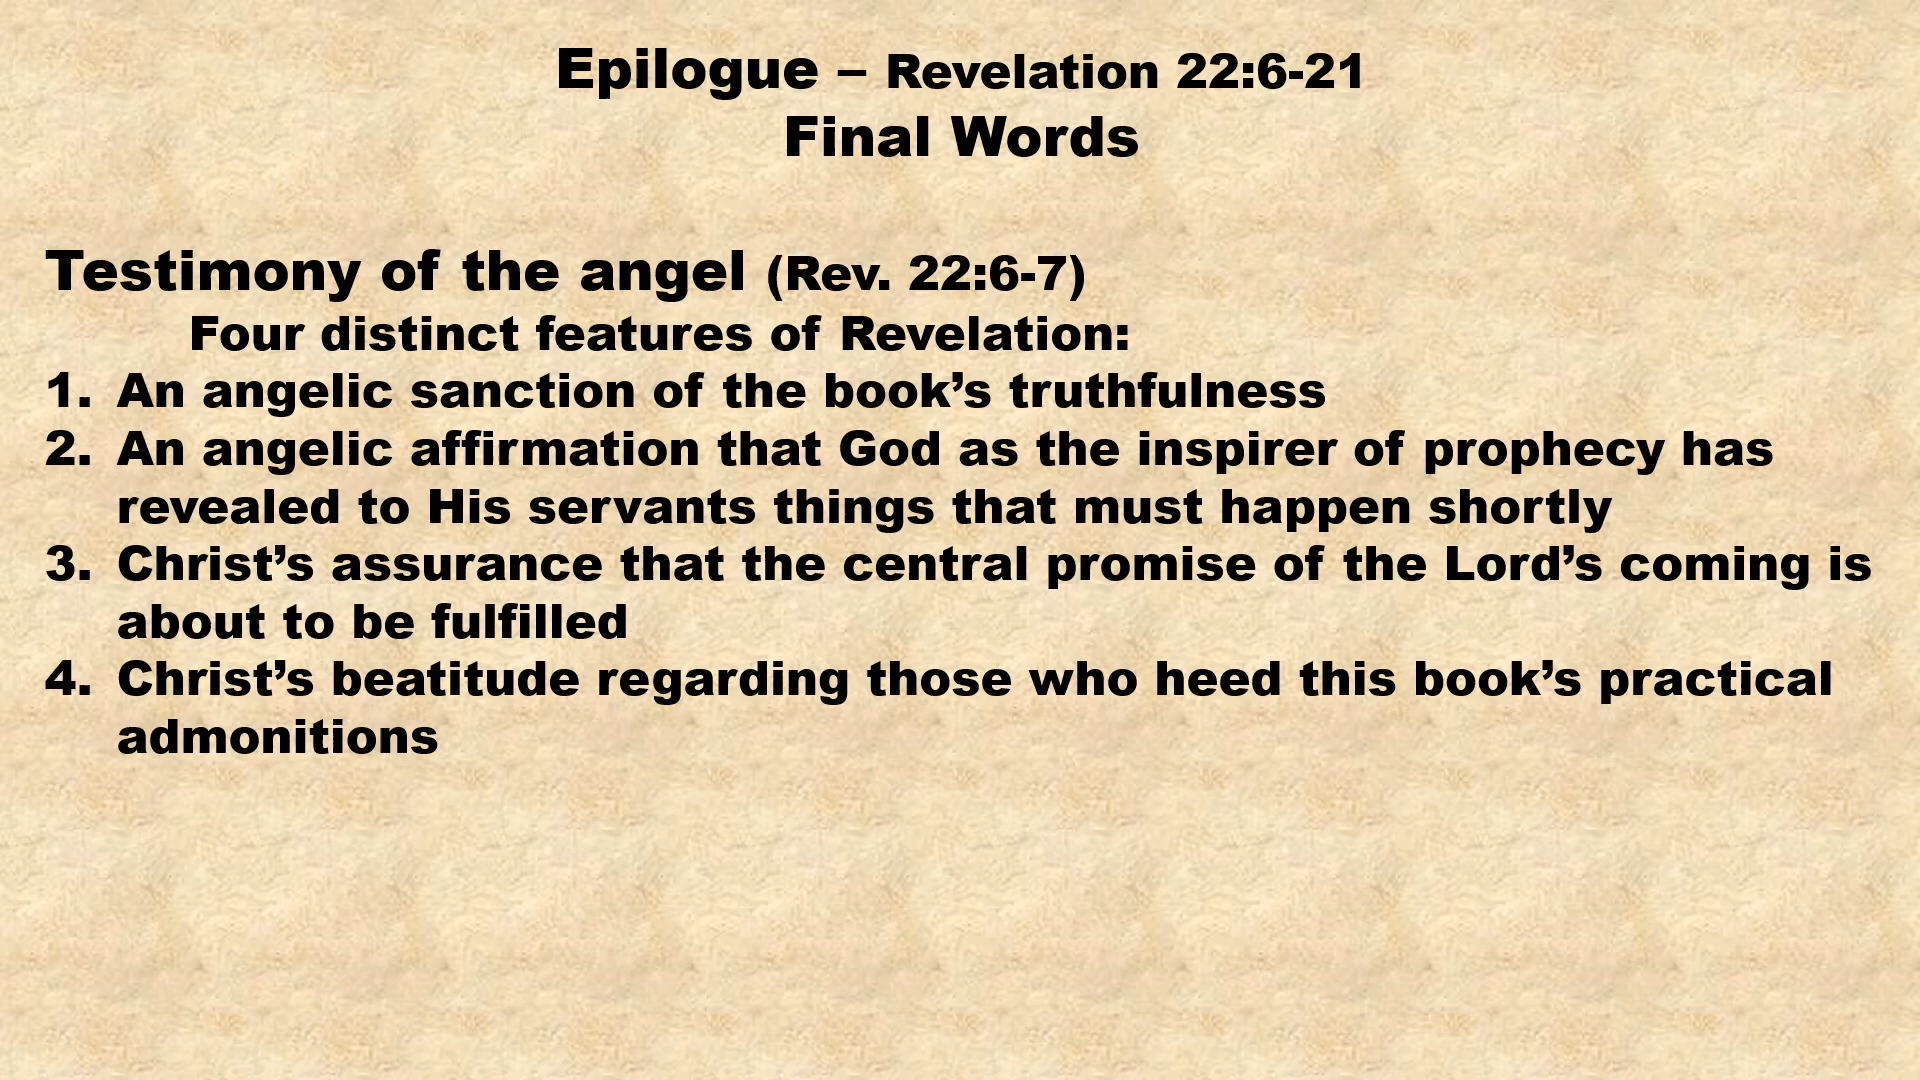 Epilogue – Revelation 22:6-21
Final Words
Testimony of the angel (Rev. 22:6-7)
Four distinct features of Revelation:
1. An angelic sanction of the book’s truthfulness
2. An angelic affirmation that God as the inspirer of prophecy has
revealed to His servants things that must happen shortly
3. Christ’s assurance that the central promise of the Lord’s coming is
about to be fulfilled
4. Christ’s beatitude regarding those who heed this book’s practical
admonitions